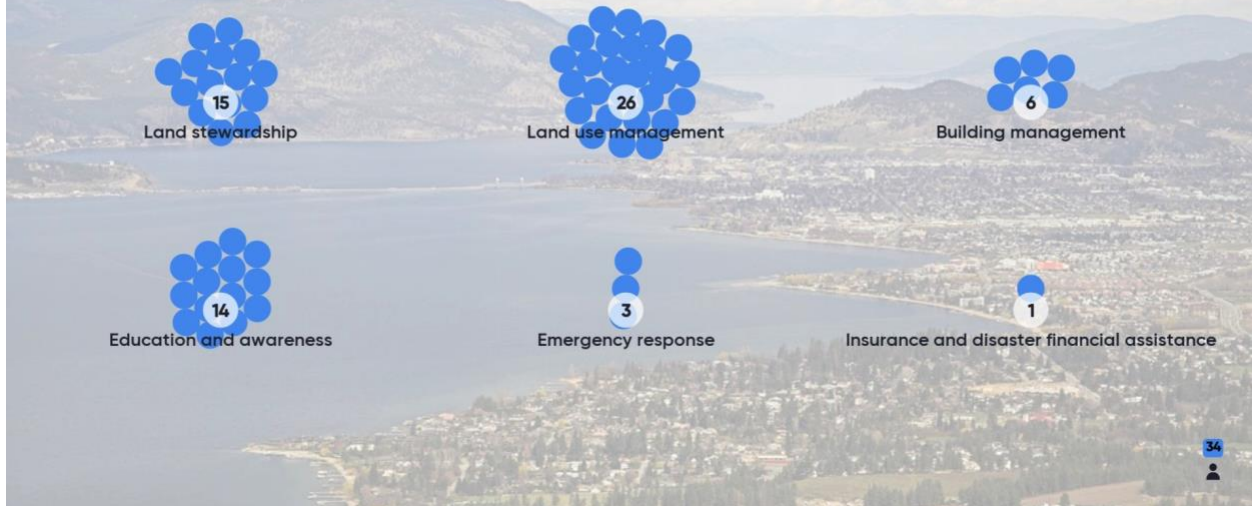 15
Land stewardship
26
Land use management
6
Building management
14
Education and awareness
3
Emergency response
1
Insurance and disaster financial assistance
34